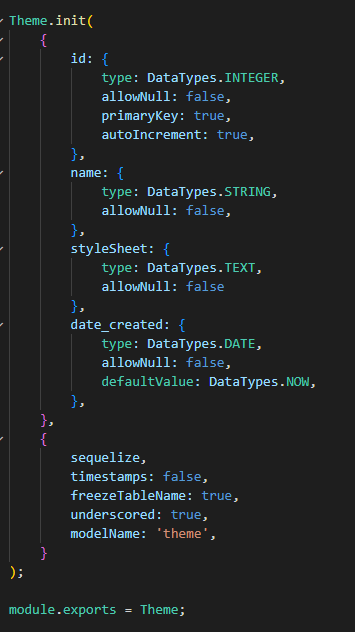 Theme.init(
    {
        id: {
            type: DataTypes.INTEGER,
            allowNull: false,
            primaryKey: true,
            autoIncrement: true,
        },
        name: {
            type: DataTypes.STRING,
            allowNull: false,
        },
        styleSheet: {
            type: DataTypes.TEXT,
            allowNull: false
        },
        date_created: {
            type: DataTypes.DATE,
            allowNull: false,
            defaultValue: DataTypes.NOW,
        },
    },
    {
        sequelize,
        timestamps: false,
        freezeTableName: true,
        underscored: true,
        modelName: 'theme',
    }
);
module.exports = Theme;